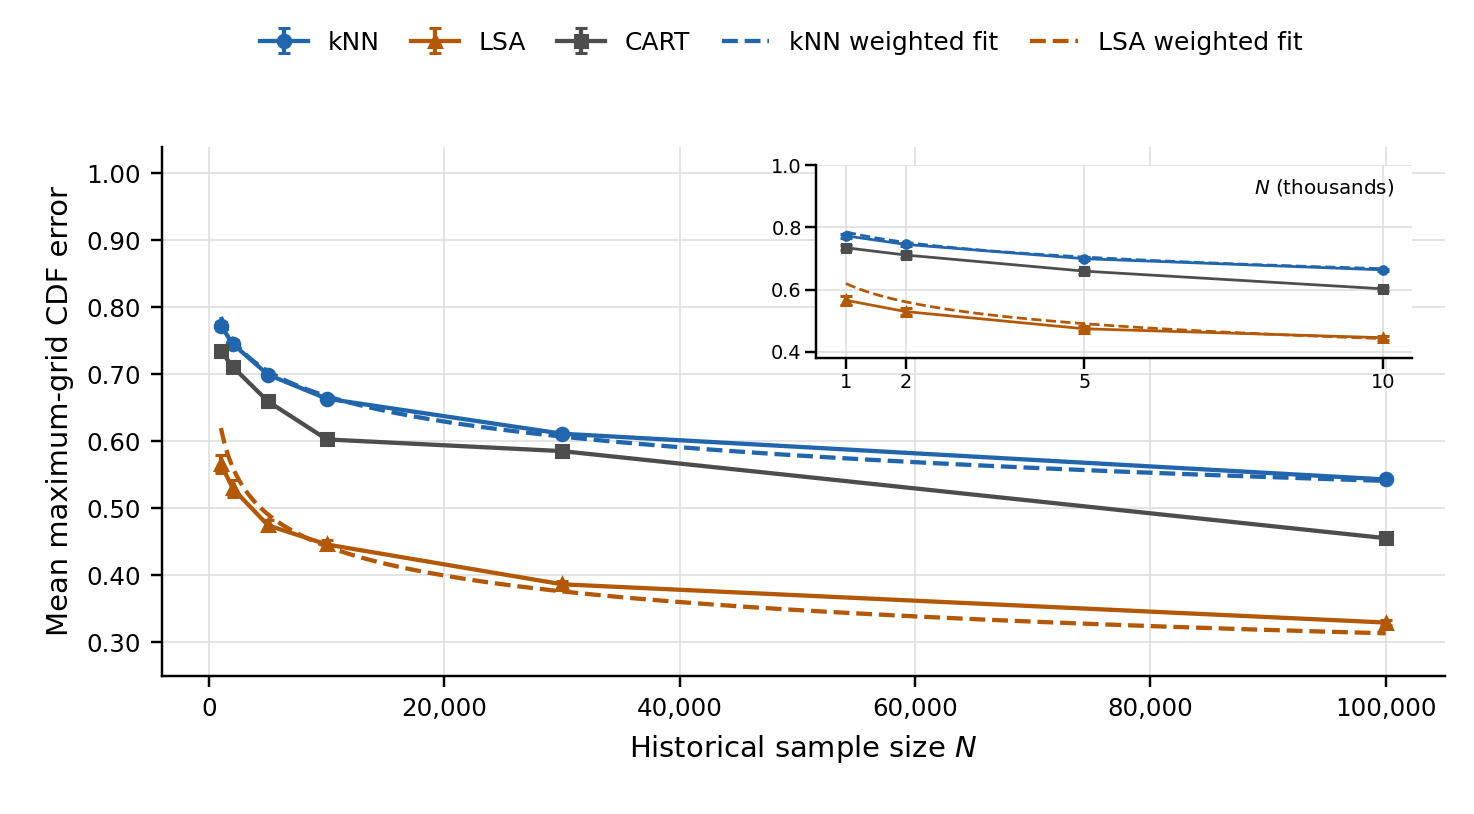 kNN LSA CART kNN weighted fit LSA weighted fit
Mean maximum-grid CDF error
1.00
0.90
0.80
0.70
0.60
0.50
0.40
0.30
1.0
0.8
0.6
0.4
N (thousands)
1 2 5 10
0 20,000 40,000 60,000 80,000 100,000
Historical sample size N